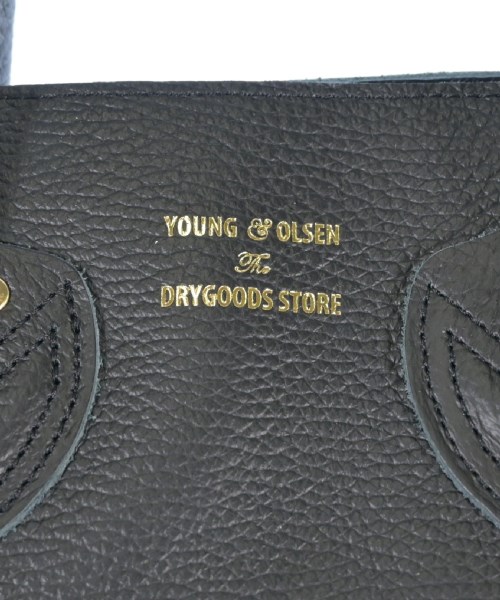 YOUNG & OLSEN
The
DRYGOODS STORE